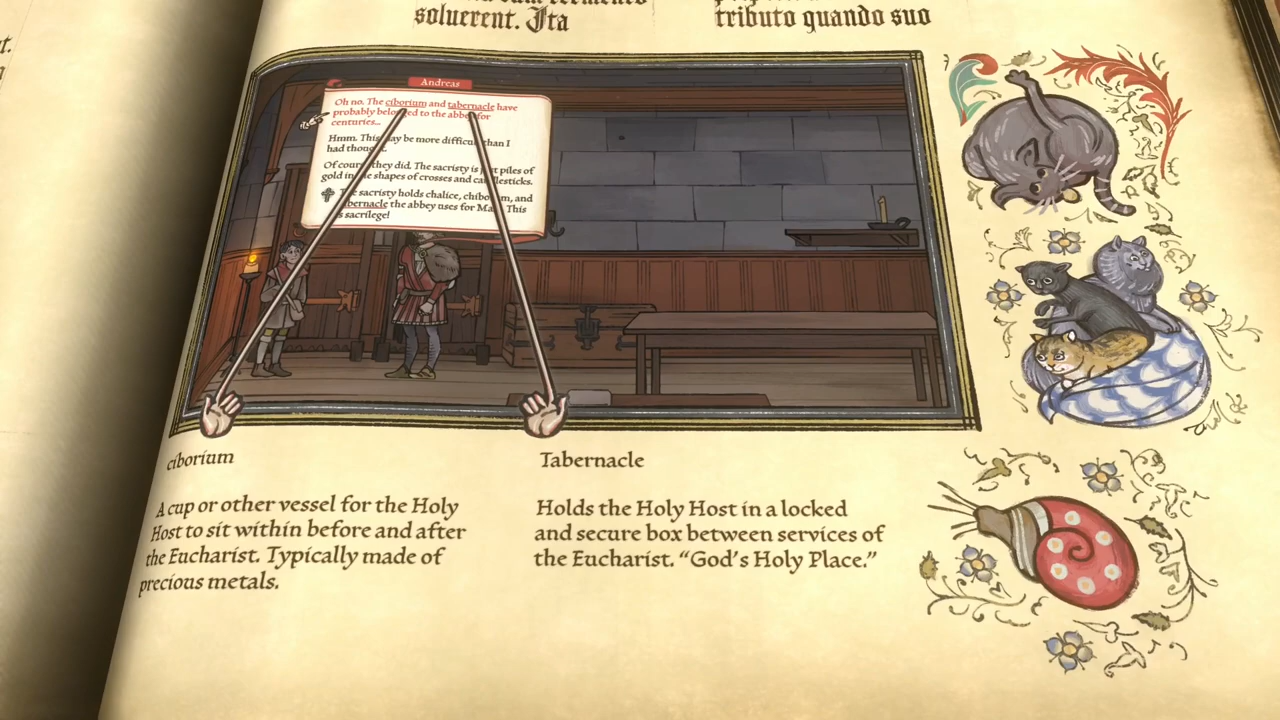 soluerent. Ita
tributo quando suo
Andreas
Oh no. The ciborium and tabernacle have
probably belonged to the abbey for
centuries...
Hmm. This may be more difficult than I
had thought.
Of course they did. The sacristy is just piles of
gold in the shapes of crosses and candlesticks.
The sacristy holds chalice, ciborium, and
tabernacle the abbey uses for Mass. This
is sacrilege!
ciborium
A cup or other vessel for the Holy
Host to sit within before and after
the Eucharist. Typically made of
precious metals.
Tabernacle
Holds the Holy Host in a locked
and secure box between services of
the Eucharist. “God’s Holy Place.”